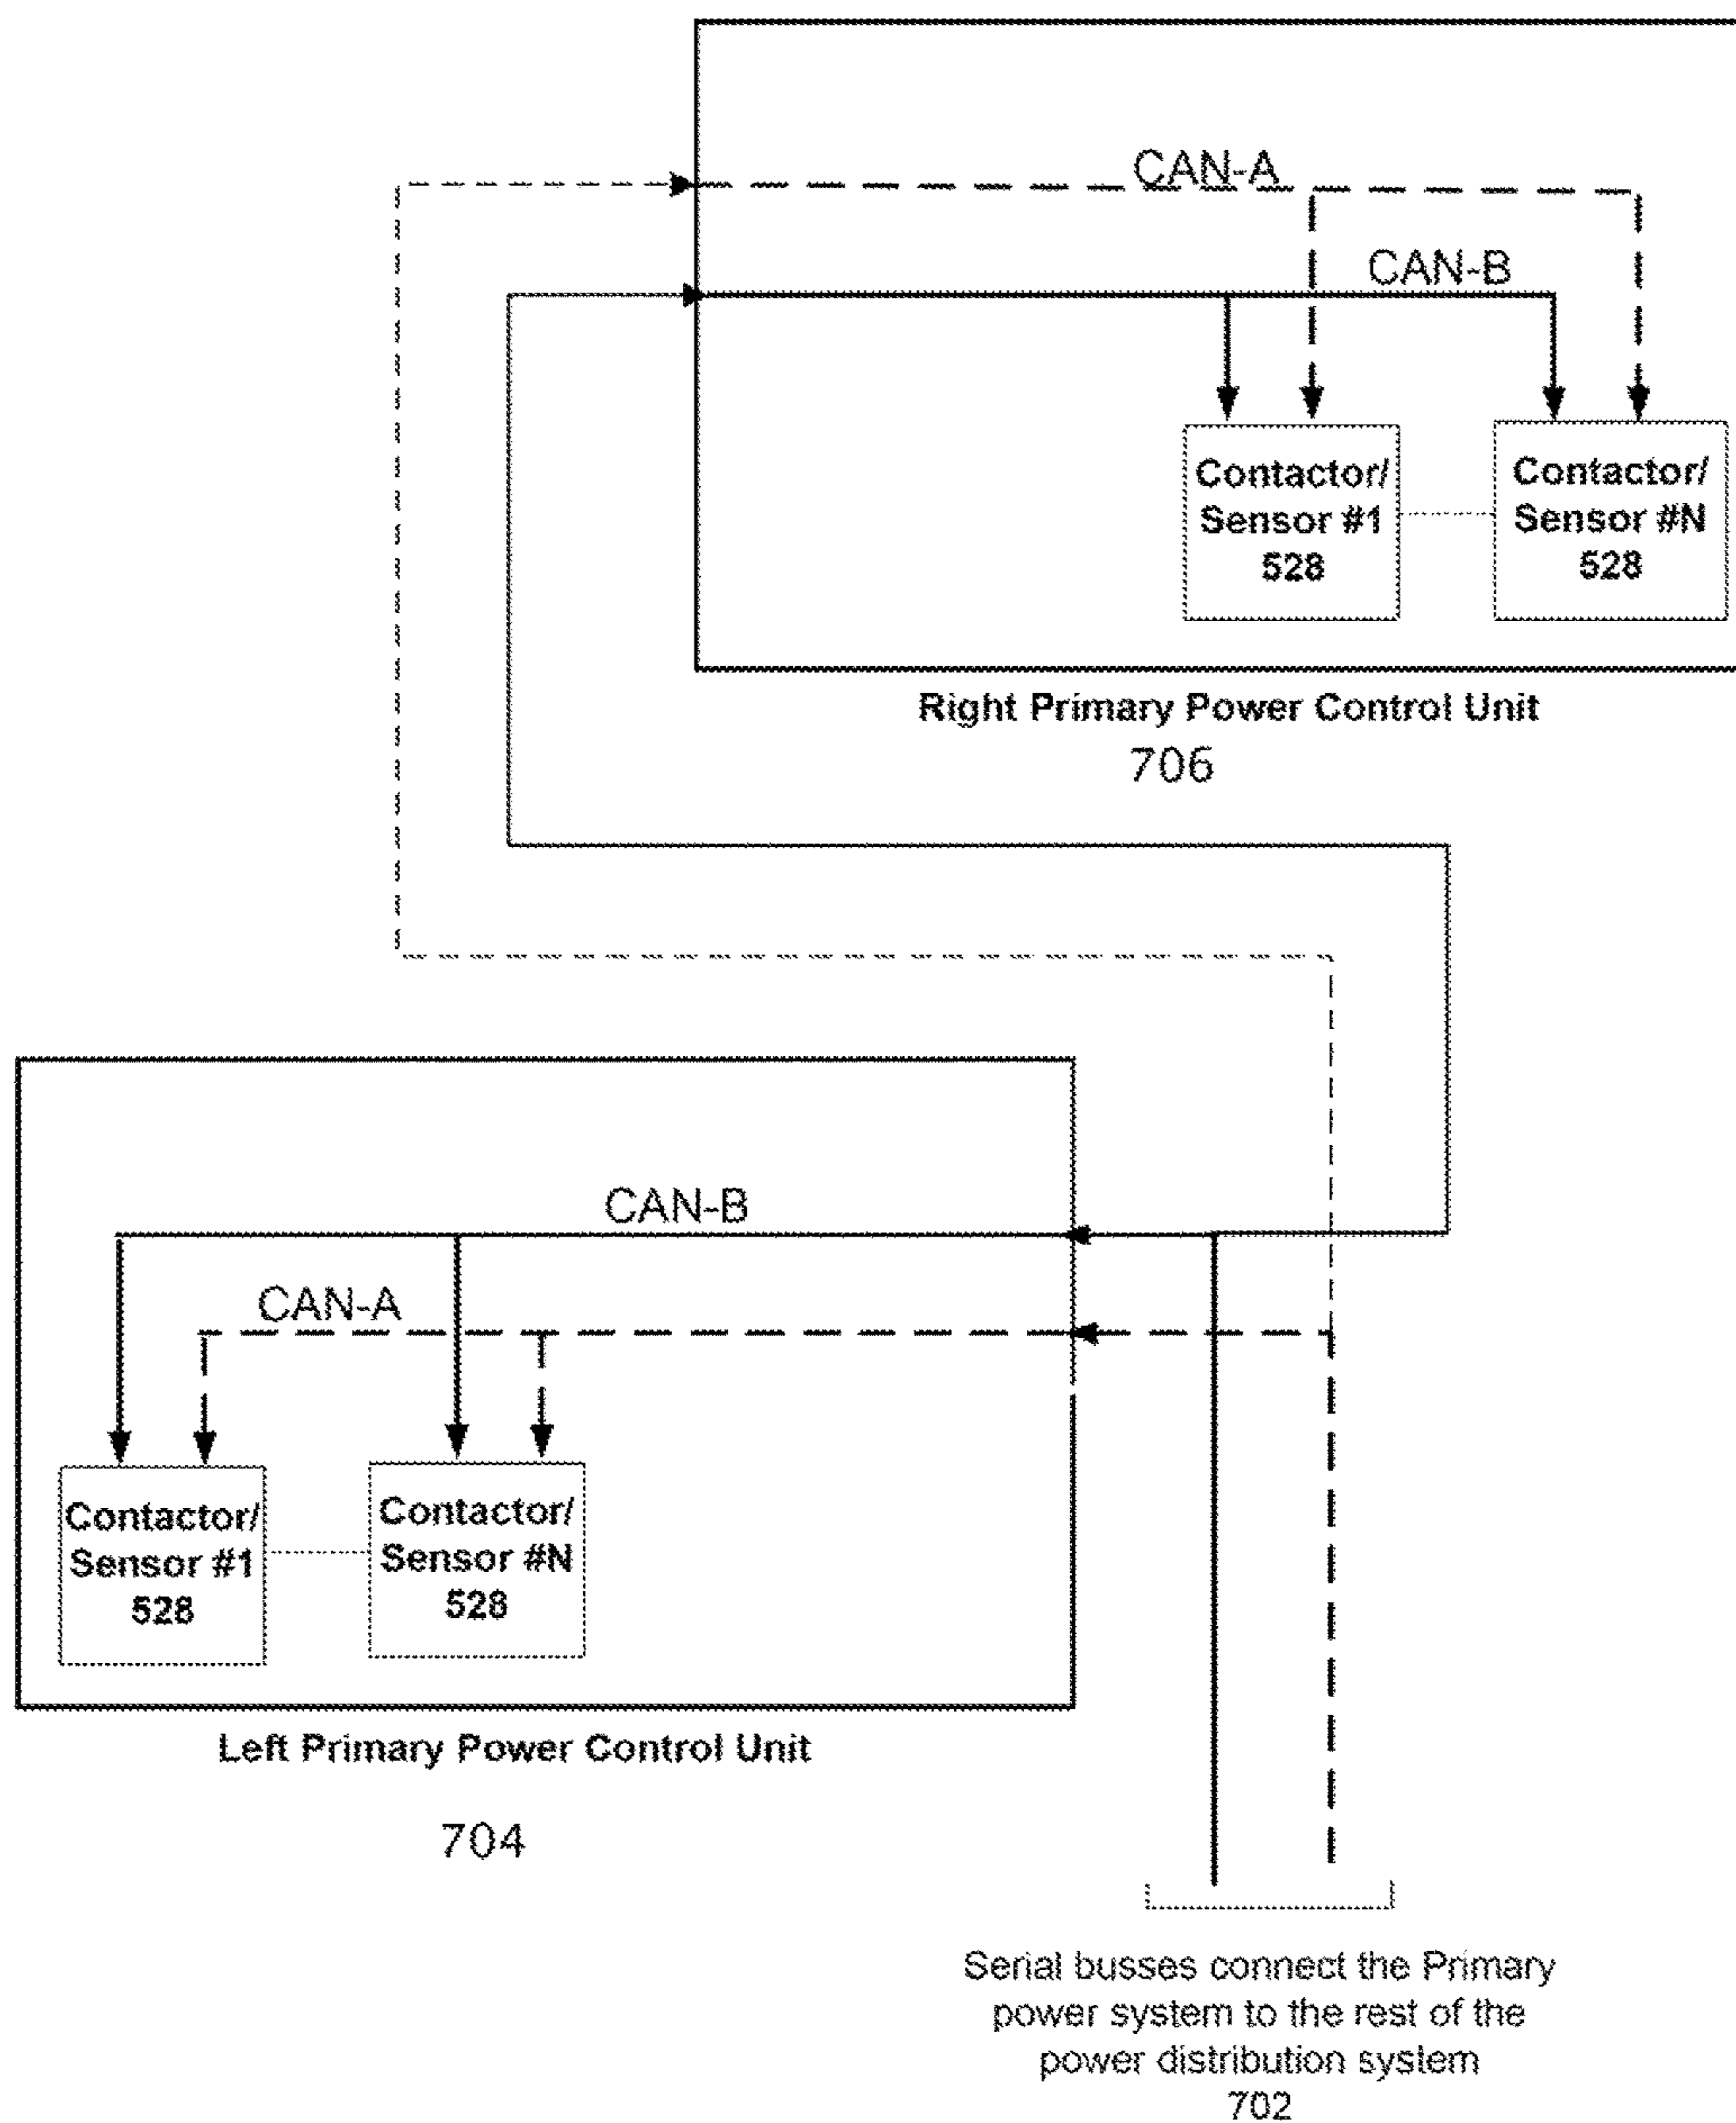 CAN-A
CAN-B
Contactor/
Sensor #1
528
Contactor/
Sensor #N
528
Right Primary Power Control Unit
706
CAN-B
CAN-A
Contactor/
Sensor #1
528
Contactor/
Sensor #N
528
Left Primary Power Control Unit
704
Serial busses connect the Primary
power system to the rest of the
power distribution system
702